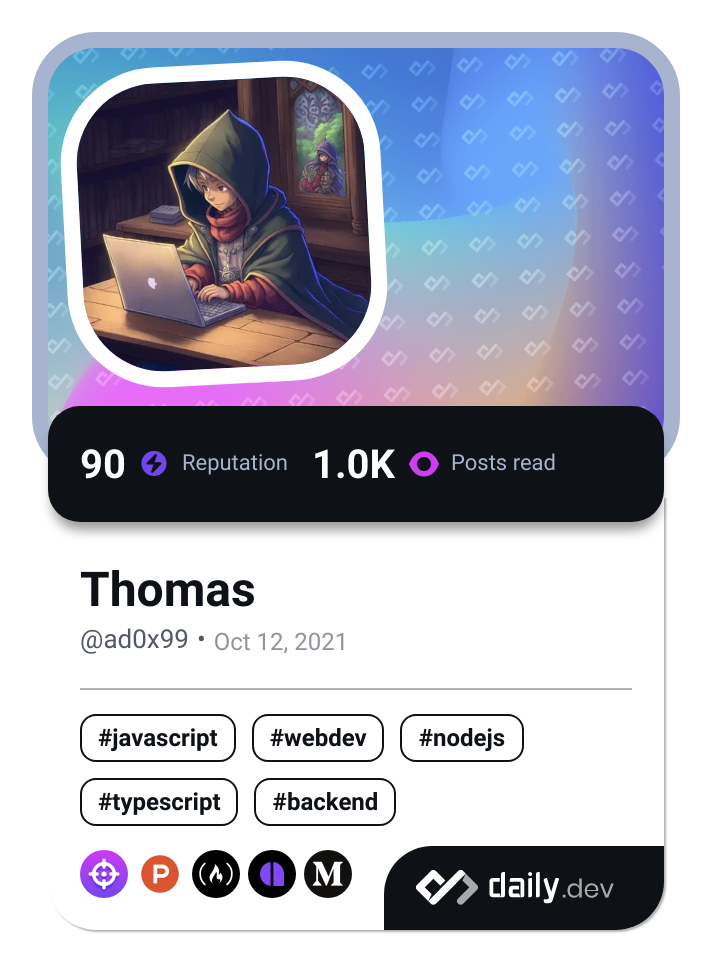 90 Reputation 1.0K Posts read
Thomas
@ad0x99 • Oct 12, 2021
#javascript #webdev #nodejs
#typescript #backend
P M
daily.dev